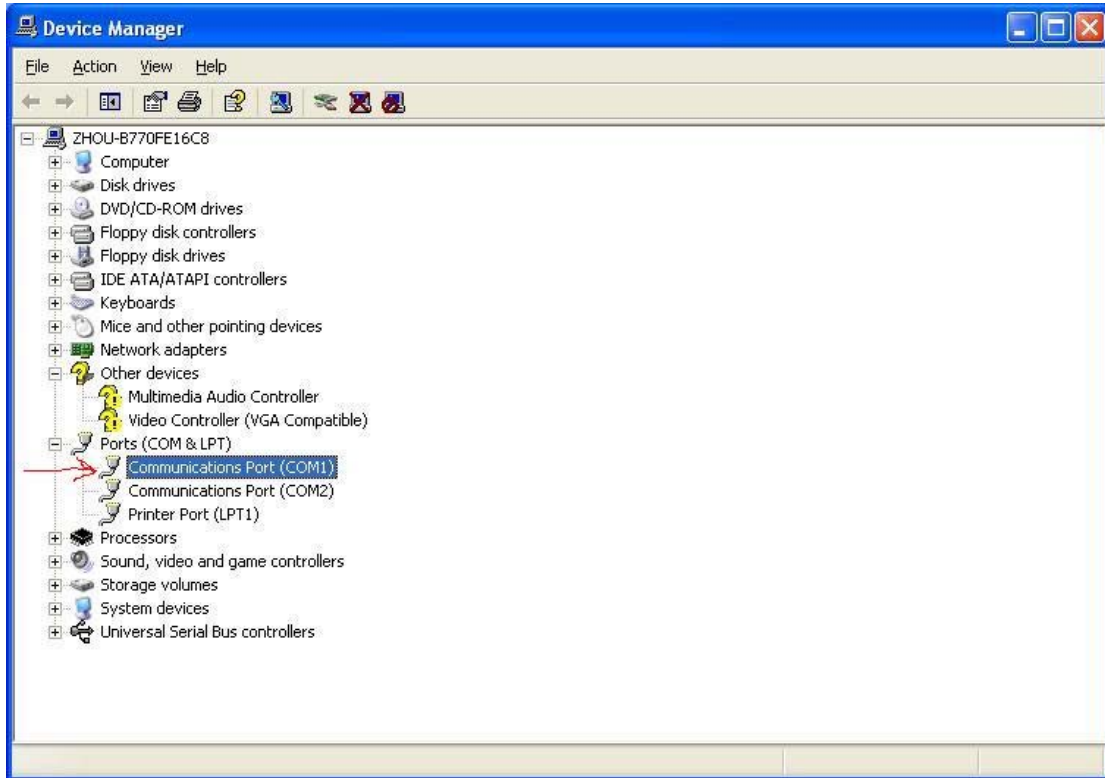 Device Manager
File Action View Help
ZHOU-B770FE16C8
Computer
Disk drives
DVD/CD-ROM drives
Floppy disk controllers
Floppy disk drives
IDE ATA/ATAPI controllers
Keyboards
Mice and other pointing devices
Network adapters
Other devices
Multimedia Audio Controller
Video Controller (VGA Compatible)
Ports (COM & LPT)
Communications Port (COM1)
Communications Port (COM2)
Printer Port (LPT1)
Processors
Sound, video and game controllers
Storage volumes
System devices
Universal Serial Bus controllers